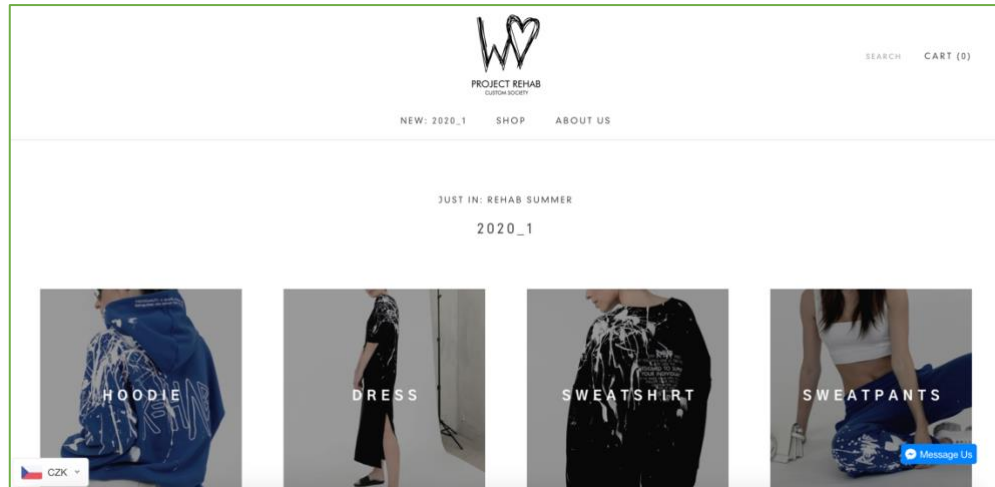 PROJECT REHAB
CUSTOM SOCIETY
SEARCH CART (0)
NEW: 2020_1 SHOP ABOUT US
JUST IN: REHAB SUMMER
2020_1
HOODIE DRESS SWEATSHIRT SWEATPANTS
CZK
Message Us